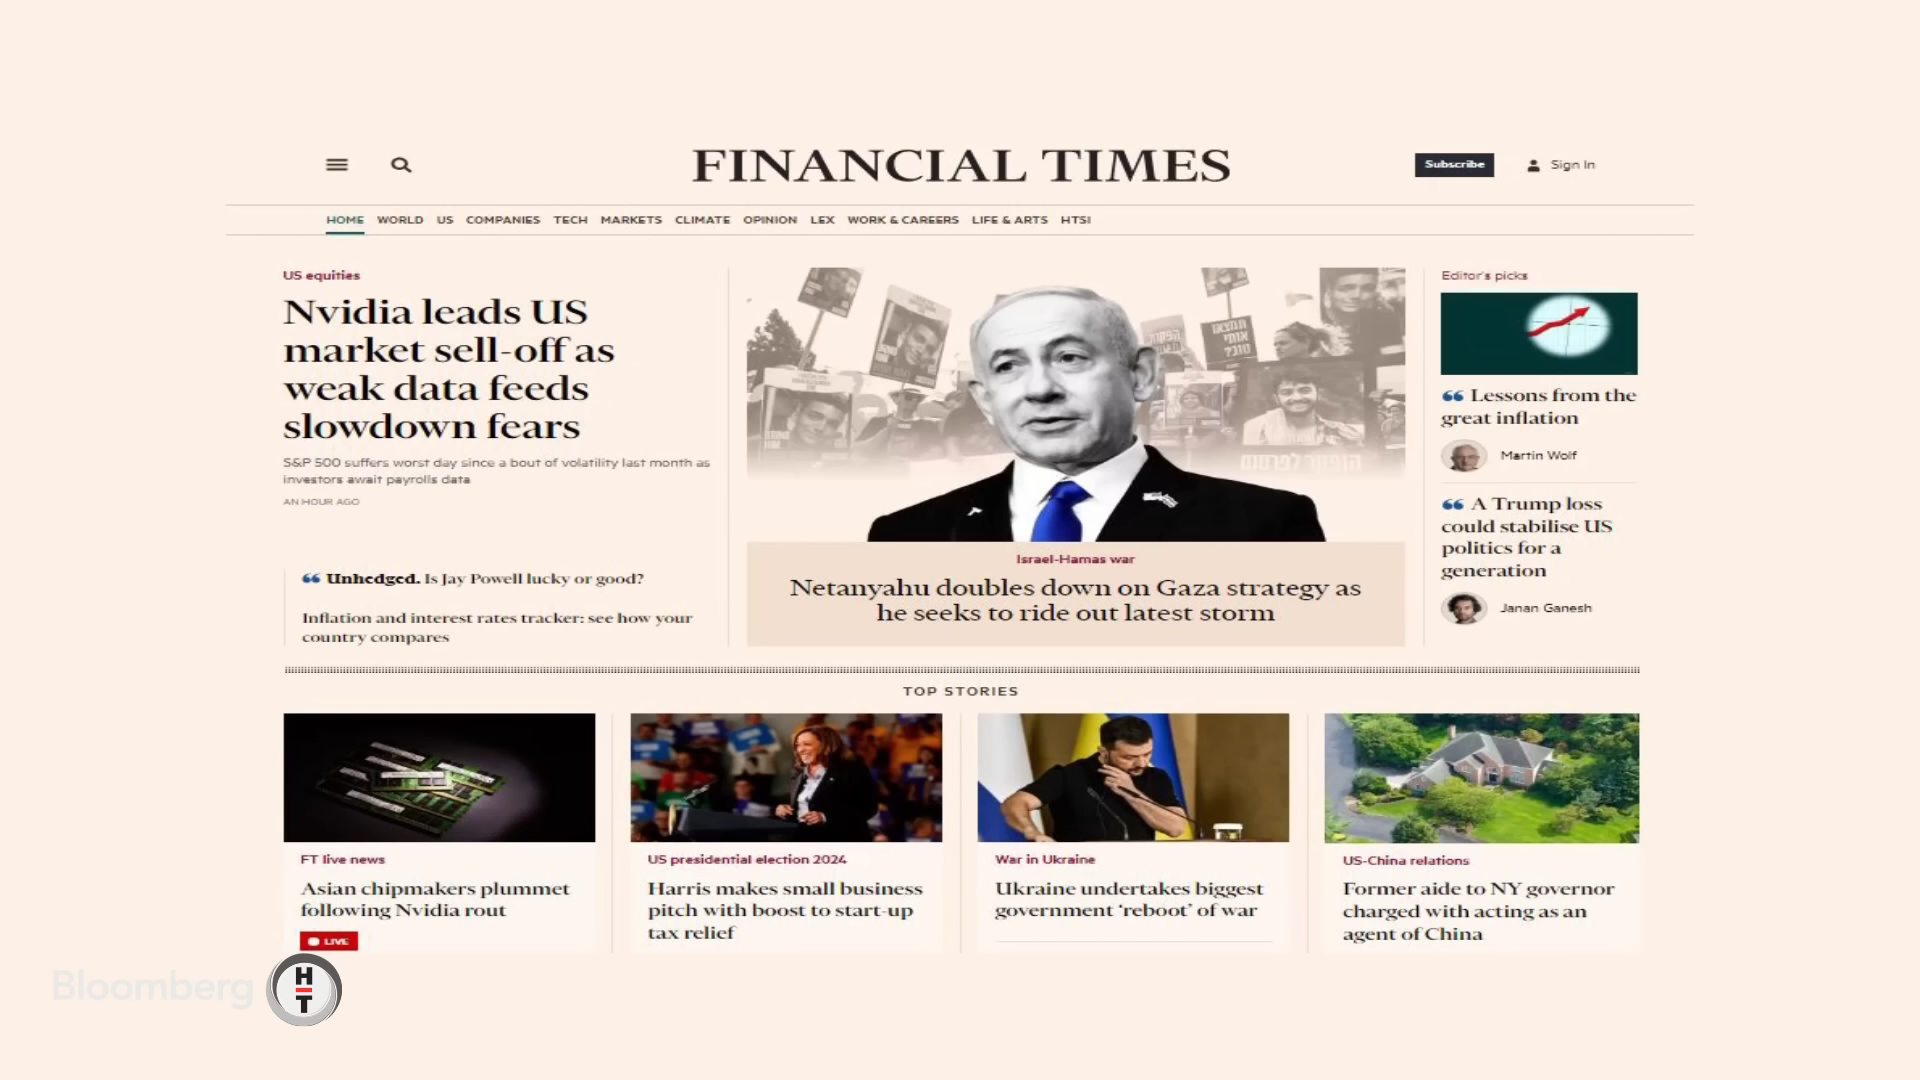 FINANCIAL TIMES
Subscribe
Sign In
HOME WORLD US COMPANIES TECH MARKETS CLIMATE OPINION LEX WORK & CAREERS LIFE & ARTS HTSI
US equities
Nvidia leads US
market sell-off as
weak data feeds
slowdown fears
S&P 500 suffers worst day since a bout of volatility last month as
investors await payrolls data
AN HOUR AGO
Unhedged. Is Jay Powell lucky or good?
Inflation and interest rates tracker: see how your
country compares
Israel-Hamas war
Netanyahu doubles down on Gaza strategy as
he seeks to ride out latest storm
Editor's picks
Lessons from the
great inflation
Martin Wolf
A Trump loss
could stabilise US
politics for a
generation
Janan Ganesh
TOP STORIES
FT live news
Asian chipmakers plummet
following Nvidia rout
LIVE
US presidential election 2024
Harris makes small business
pitch with boost to start-up
tax relief
War in Ukraine
Ukraine undertakes biggest
government ‘reboot’ of war
US-China relations
Former aide to NY governor
charged with acting as an
agent of China
Bloomberg
H
T